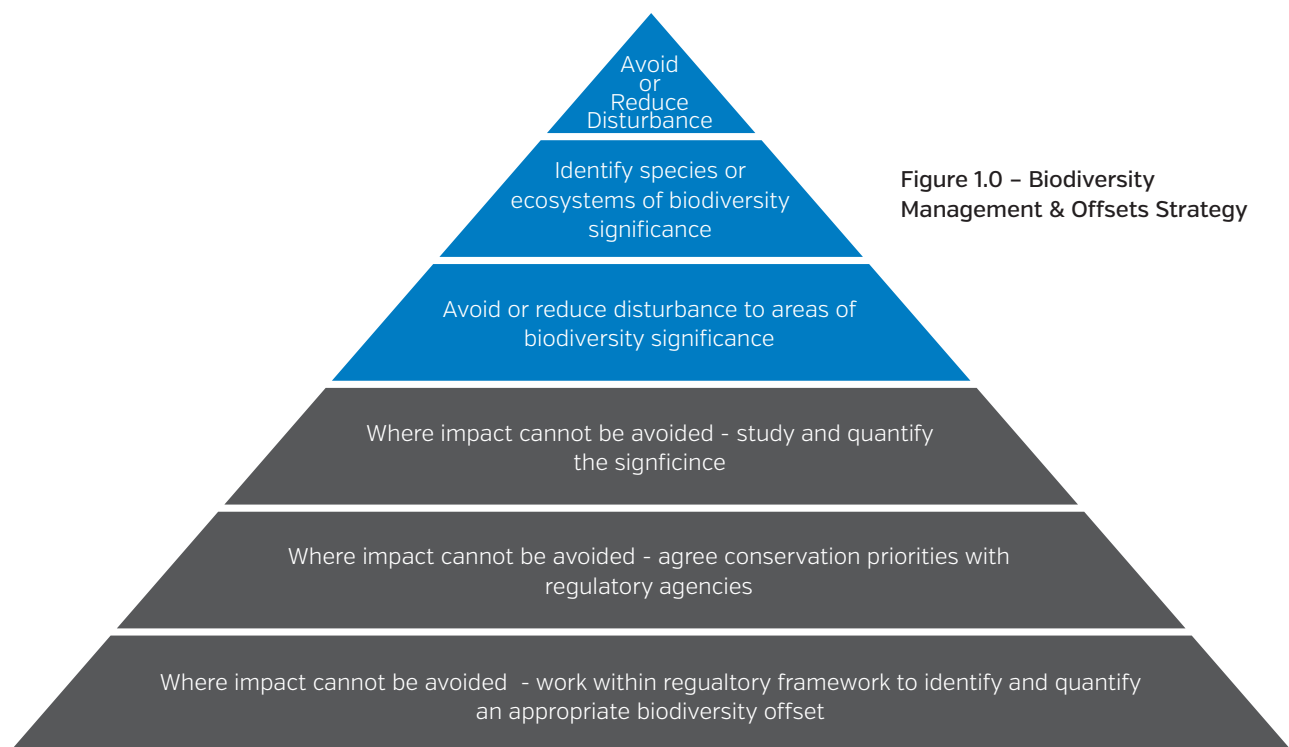 Avoid
or
Reduce
Disturbance
Identify species or
ecosystems of biodiversity
significance
Figure 1.0 – Biodiversity
Management & Offsets Strategy
Avoid or reduce disturbance to areas of
biodiversity significance
Where impact cannot be avoided - study and quantify
the signficince
Where impact cannot be avoided - agree conservation priorities with
regulatory agencies
Where impact cannot be avoided  - work within regualtory framework to identify and quantify
an appropriate biodiversity offset